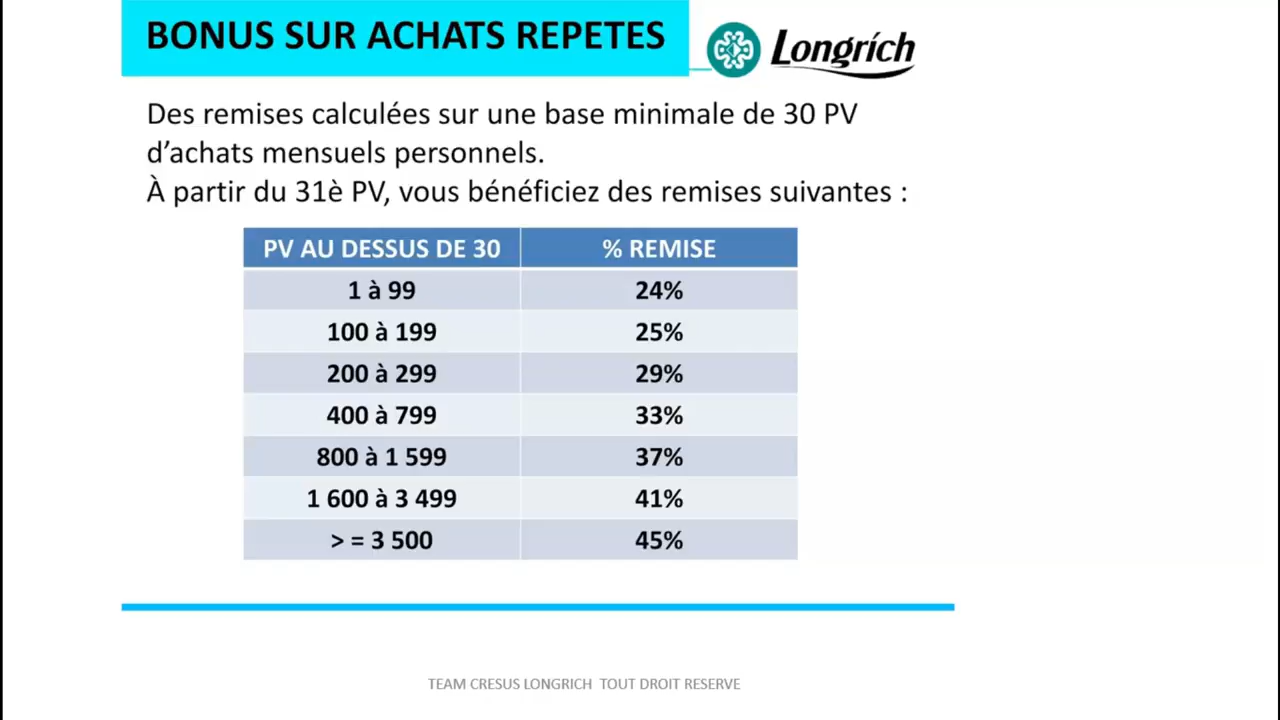 BONUS SUR ACHATS REPETES
Longrích
Des remises calculées sur une base minimale de 30 PV
d’achats mensuels personnels.
À partir du 31è PV, vous bénéficiez des remises suivantes :
PV AU DESSUS DE 30 % REMISE
1 à 99 24%
100 à 199 25%
200 à 299 29%
400 à 799 33%
800 à 1 599 37%
1 600 à 3 499 41%
> = 3 500 45%
TEAM CRESUS LONGRICH TOUT DROIT RESERVE